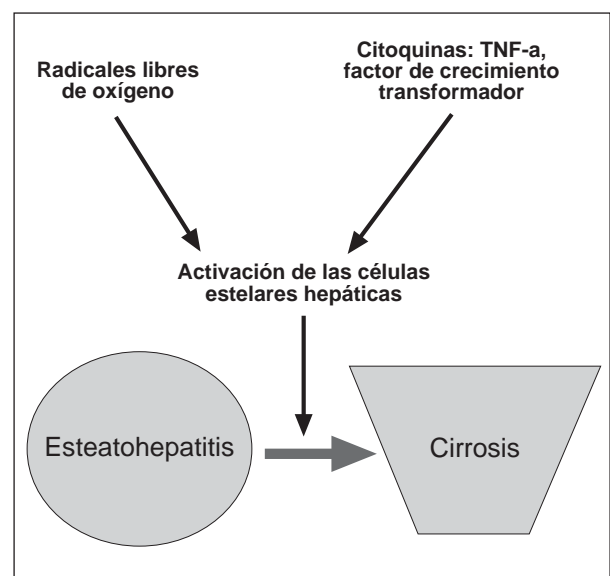 Radicales libres
de oxígeno
Citoquinas: TNF-a,
factor de crecimiento
transformador
Activación de las células
estelares hepáticas
Esteatohepatitis
Cirrosis